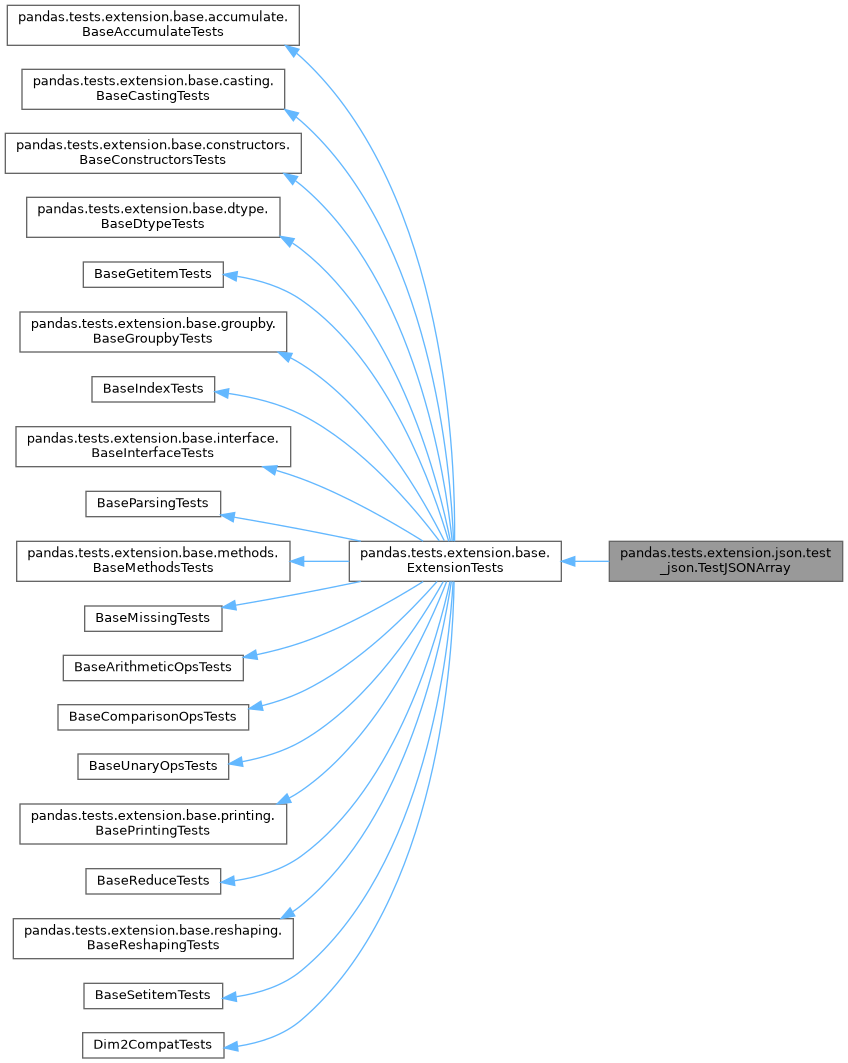 pandas.tests.extension.base.accumulate.
BaseAccumulateTests
pandas.tests.extension.base.casting.
BaseCastingTests
pandas.tests.extension.base.constructors.
BaseConstructorsTests
pandas.tests.extension.base.dtype.
BaseDtypeTests
BaseGetitemTests
pandas.tests.extension.base.groupby.
BaseGroupbyTests
BaseIndexTests
pandas.tests.extension.base.interface.
BaseInterfaceTests
BaseParsingTests
pandas.tests.extension.base.methods.
BaseMethodsTests
pandas.tests.extension.base.
ExtensionTests
pandas.tests.extension.json.test
_json.TestJSONArray
BaseMissingTests
BaseArithmeticOpsTests
BaseComparisonOpsTests
BaseUnaryOpsTests
pandas.tests.extension.base.printing.
BasePrintingTests
BaseReduceTests
pandas.tests.extension.base.reshaping.
BaseReshapingTests
BaseSetitemTests
Dim2CompatTests